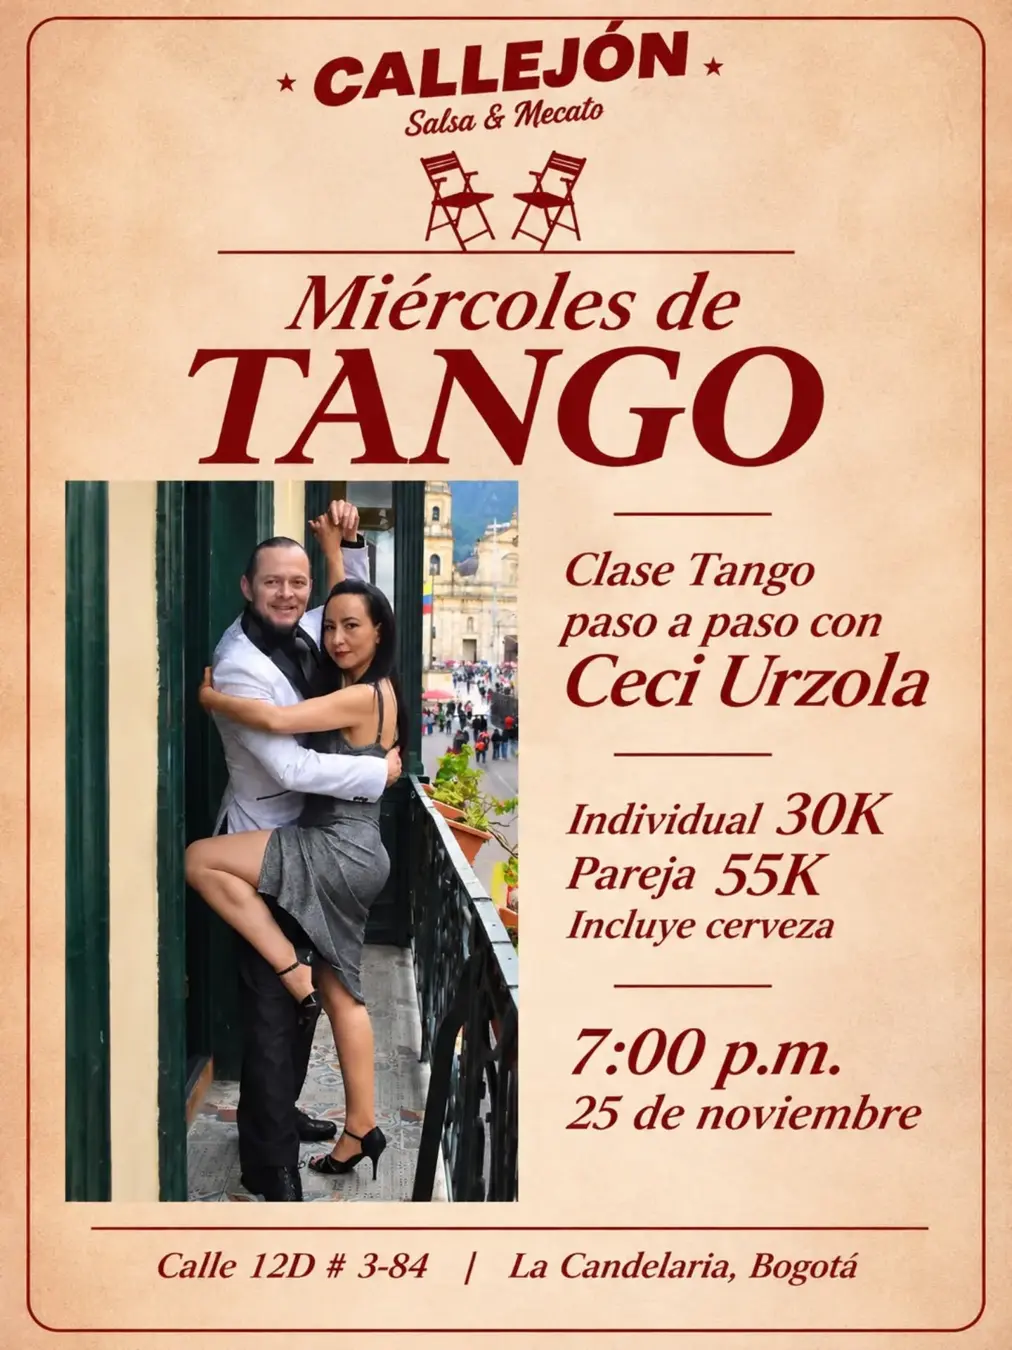 CALLEJÓN
Salsa & Mecato
Miércoles de
TANGO
Clase Tango
paso a paso con
Ceci Urzola
Individual 30K
Pareja 55K
Incluye cerveza
7:00 p.m.
25 de noviembre
Calle 12D # 3-84 | La Candelaria, Bogotá